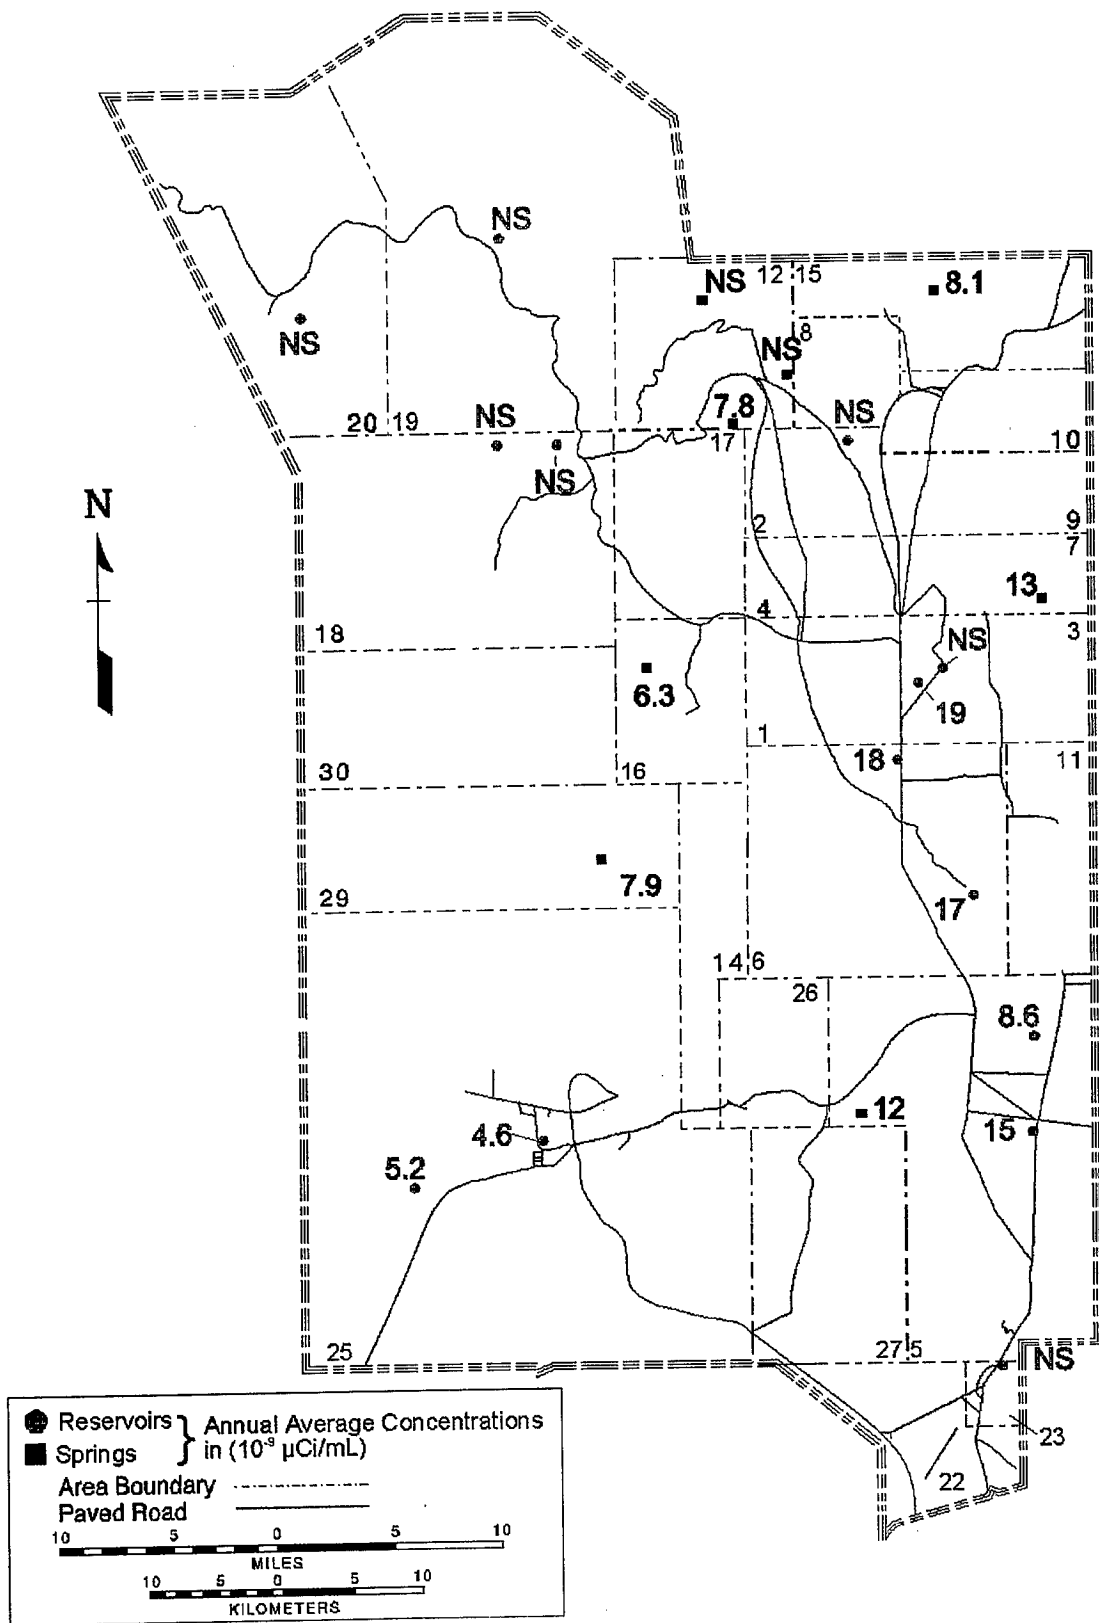 NS
NS
12 15
8.1
NS
NS
8
NS
7.8
NS
NS
20 19
17
10
NS
N
2
9
7
13
4
3
18
NS
6.3
19
1
18
11
30
16
7.9
29
17
14 6
26
8.6
12
4.6
15
5.2
25
27 5
NS
Reservoirs } Annual Average Concentrations
Springs in (10⁻⁹ µCi/mL)
23
Area Boundary
22
Paved Road
10 5 0 5 10
MILES
10 5 0 5 10
KILOMETERS